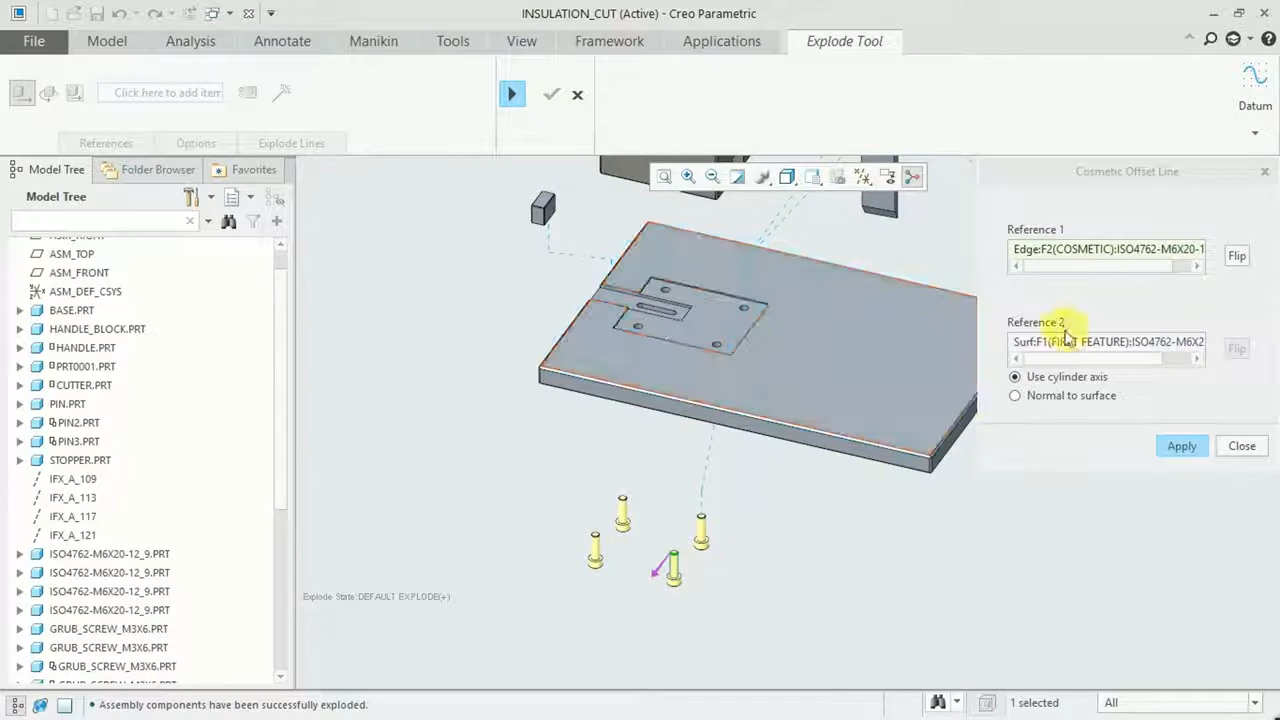 INSULATION_CUT (Active) - Creo Parametric
File Model Analysis Annotate Manikin Tools View Framework Applications Explode Tool
Click here to add item
Datum
References Options Explode Lines
Model Tree Folder Browser Favorites
Model Tree
Cosmetic Offset Line
Reference 1
Edge:F2(COSMETIC):ISO4762-M6X20-1
Flip
Reference 2
Surf:F1(FIRST FEATURE):ISO4762-M6X2
Flip
Use cylinder axis
Normal to surface
Apply Close
ASM_RIGHT
ASM_TOP
ASM_FRONT
ASM_DEF_CSYS
BASE.PRT
HANDLE_BLOCK.PRT
HANDLE.PRT
PRT0001.PRT
CUTTER.PRT
PIN.PRT
PIN2.PRT
PIN3.PRT
STOPPER.PRT
IFX_A_109
IFX_A_113
IFX_A_117
IFX_A_121
ISO4762-M6X20-12_9.PRT
ISO4762-M6X20-12_9.PRT
ISO4762-M6X20-12_9.PRT
ISO4762-M6X20-12_9.PRT
GRUB_SCREW_M3X6.PRT
GRUB_SCREW_M3X6.PRT
GRUB_SCREW_M3X6.PRT
GRUB_SCREW_M3X6.PRT
Explode State:DEFAULT EXPLODE(+)
• Assembly components have been successfully exploded.
1 selected
All